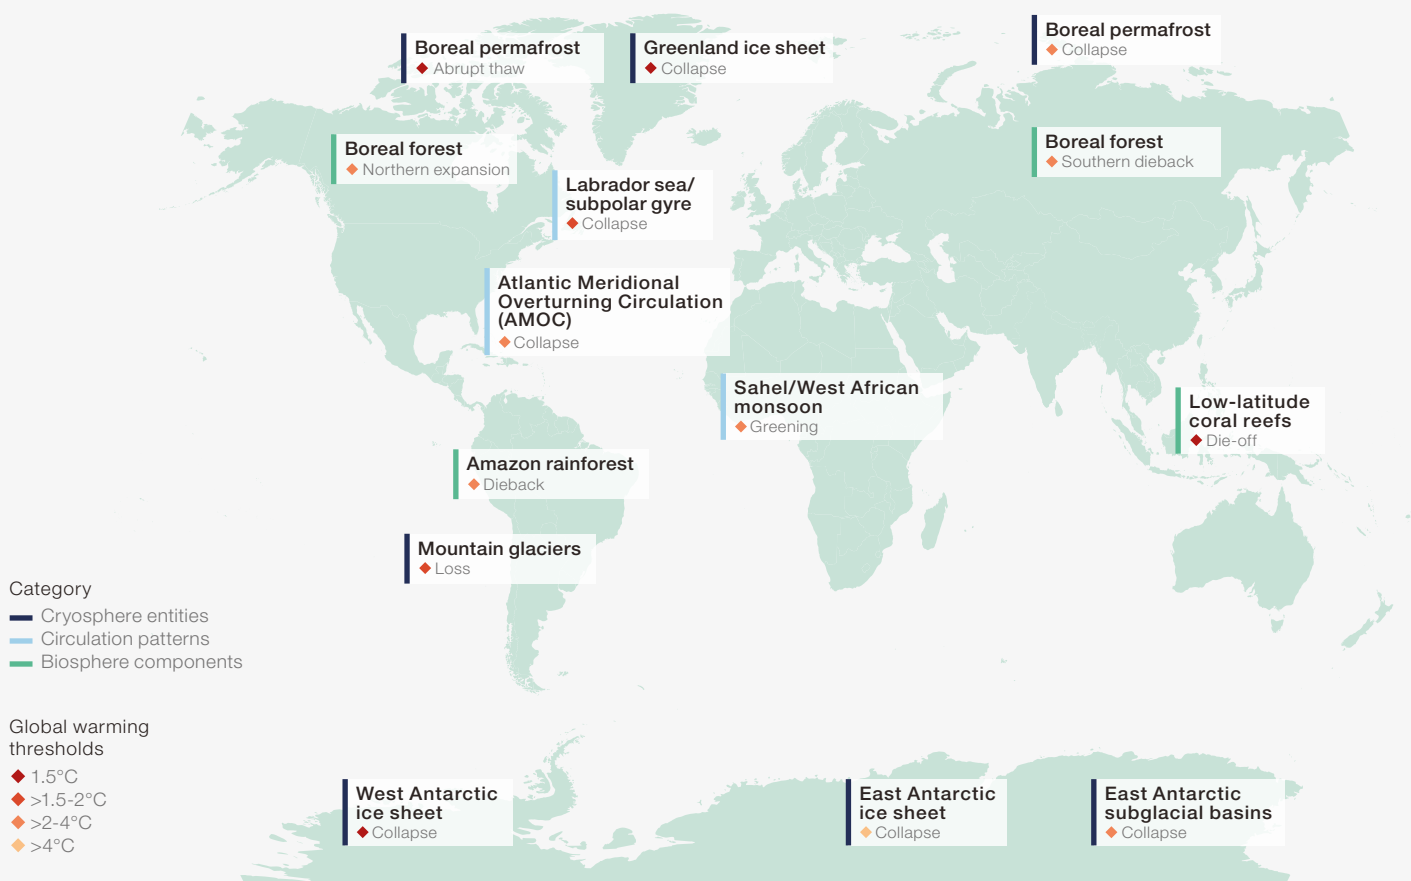 Boreal permafrost
Abrupt thaw
Greenland ice sheet
Collapse
Boreal permafrost
Collapse
Boreal forest
Northern expansion
Boreal forest
Southern dieback
Labrador sea/
subpolar gyre
Collapse
Atlantic Meridional
Overturning Circulation
(AMOC)
Collapse
Sahel/West African
monsoon
Greening
Low-latitude
coral reefs
Die-off
Amazon rainforest
Dieback
Mountain glaciers
Loss
Category
Cryosphere entities
Circulation patterns
Biosphere components
Global warming
thresholds
1.5°C
>1.5-2°C
>2-4°C
>4°C
West Antarctic
ice sheet
Collapse
East Antarctic
ice sheet
Collapse
East Antarctic
subglacial basins
Collapse